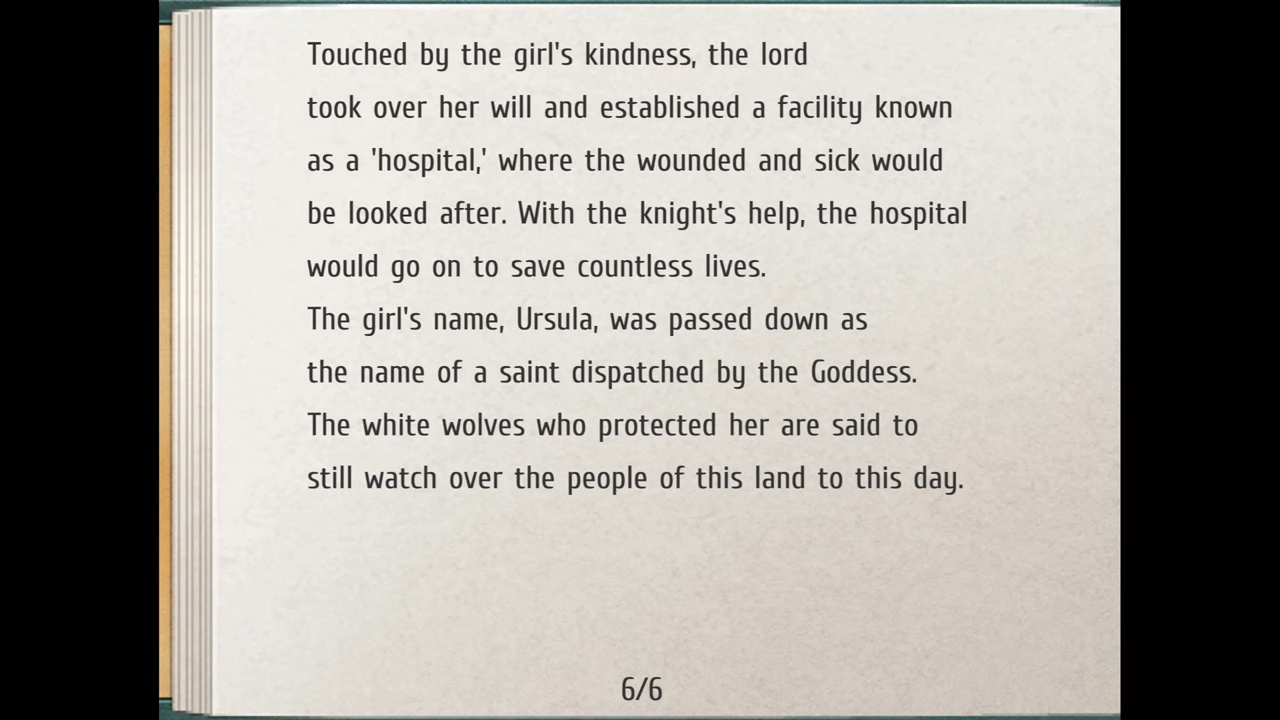 Touched by the girl's kindness, the lord
took over her will and established a facility known
as a 'hospital,' where the wounded and sick would
be looked after. With the knight's help, the hospital
would go on to save countless lives.
The girl's name, Ursula, was passed down as
the name of a saint dispatched by the Goddess.
The white wolves who protected her are said to
still watch over the people of this land to this day.
6/6